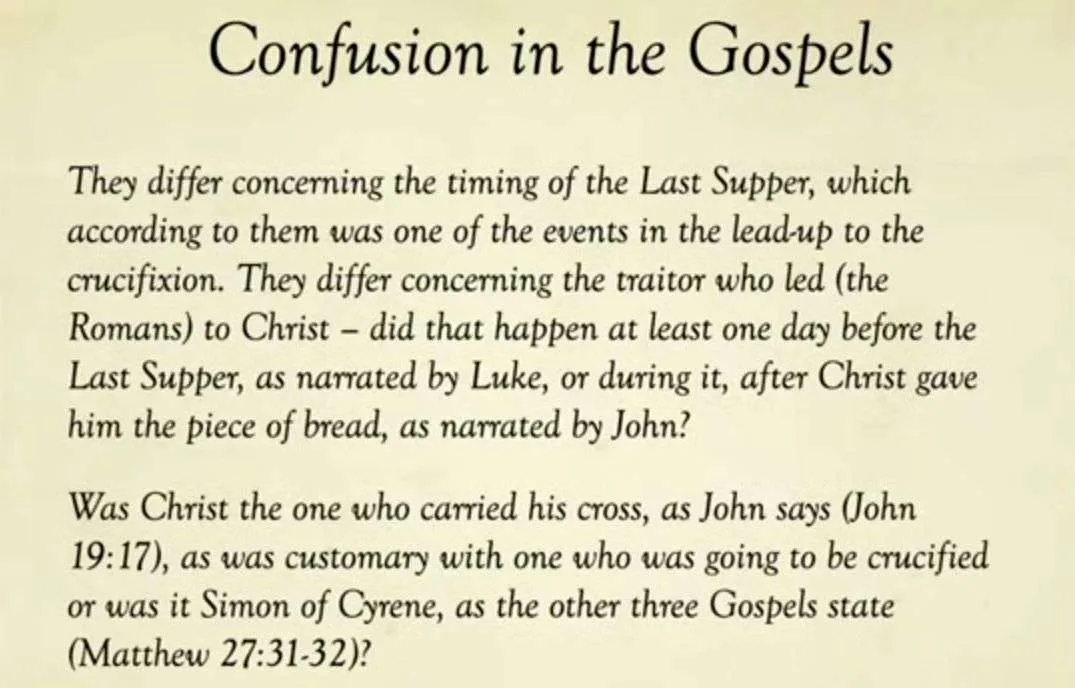 Confusion in the Gospels
They differ concerning the timing of the Last Supper, which
according to them was one of the events in the lead-up to the
crucifixion. They differ concerning the traitor who led (the
Romans) to Christ – did that happen at least one day before the
Last Supper, as narrated by Luke, or during it, after Christ gave
him the piece of bread, as narrated by John?
Was Christ the one who carried his cross, as John says (John
19:17), as was customary with one who was going to be crucified
or was it Simon of Cyrene, as the other three Gospels state
(Matthew 27:31-32)?